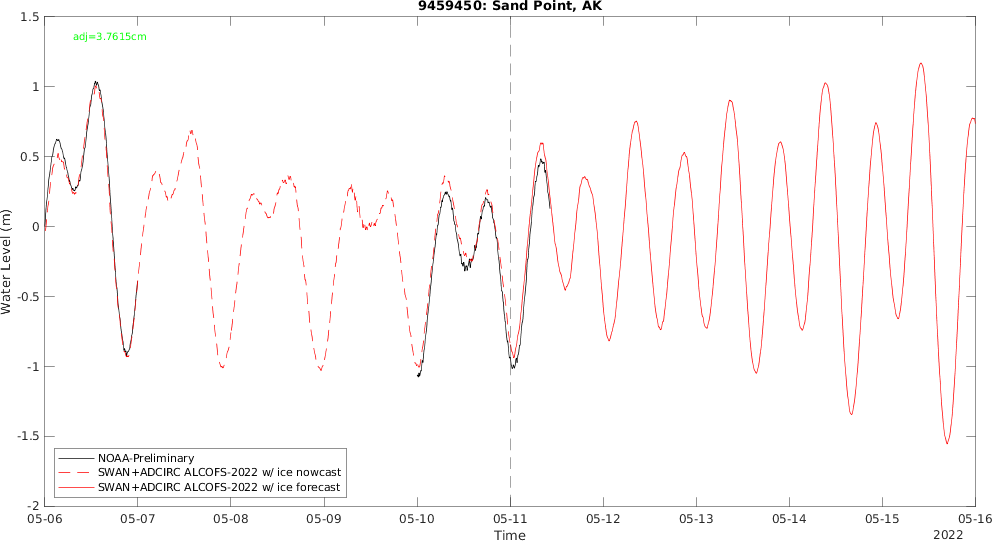 9459450: Sand Point, AK
adj=3.7615cm
Water Level (m)
1.5
1
0.5
0
-0.5
-1
-1.5
-2
NOAA-Preliminary
SWAN+ADCIRC ALCOFS-2022 w/ ice nowcast
SWAN+ADCIRC ALCOFS-2022 w/ ice forecast
05-06 05-07 05-08 05-09 05-10 05-11 05-12 05-13 05-14 05-15 05-16
Time
2022